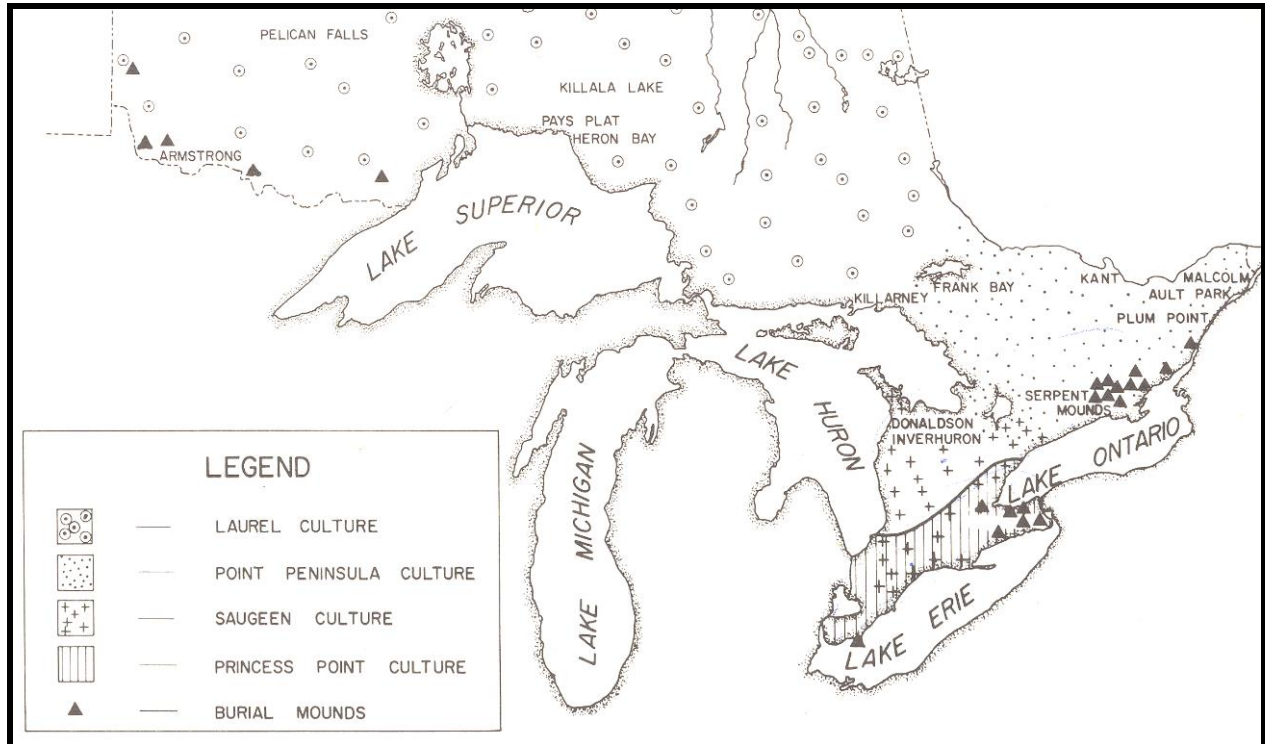 PELICAN FALLS
KILLALA LAKE
PAYS PLAT
HERON BAY
ARMSTRONG
LAKE SUPERIOR
KILLARNEY
FRANK BAY
KANT
MALCOLM
AULT PARK
PLUM POINT
LAKE HURON
SERPENT
MOUNDS
DONALDSON
INVERHURON
LAKE ONTARIO
LAKE MICHIGAN
LAKE ERIE
LEGEND
LAUREL CULTURE
POINT PENINSULA CULTURE
SAUGEEN CULTURE
PRINCESS POINT CULTURE
BURIAL MOUNDS